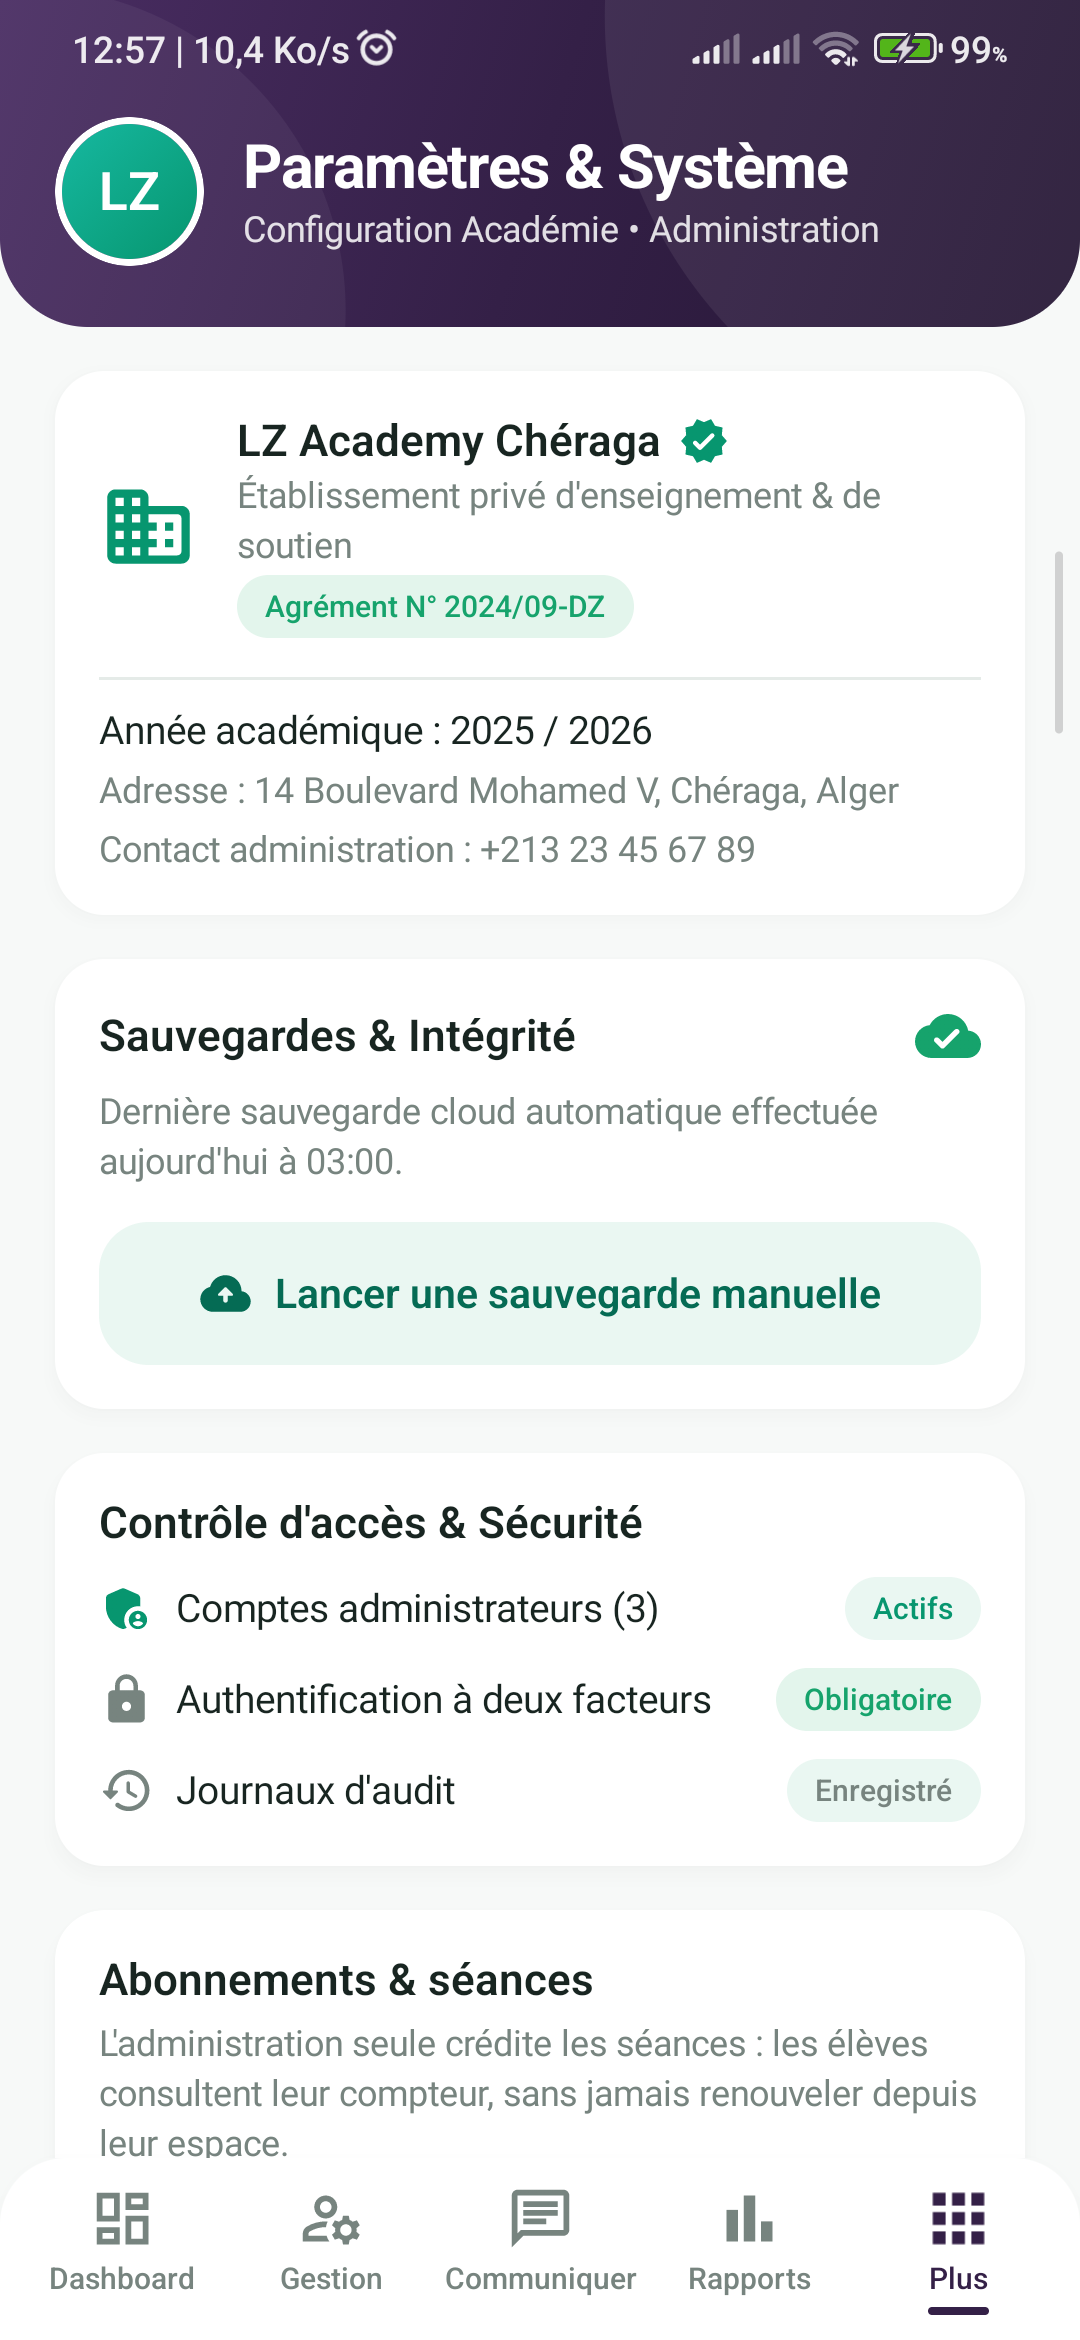 12:57 | 10,4 Ko/s
99%
LZ
Paramètres & Système
Configuration Académie • Administration
LZ Academy Chéraga
Établissement privé d'enseignement & de
soutien
Agrément N° 2024/09-DZ
Année académique : 2025 / 2026
Adresse : 14 Boulevard Mohamed V, Chéraga, Alger
Contact administration : +213 23 45 67 89
Sauvegardes & Intégrité
Dernière sauvegarde cloud automatique effectuée
aujourd'hui à 03:00.
Lancer une sauvegarde manuelle
Contrôle d'accès & Sécurité
Comptes administrateurs (3)
Actifs
Authentification à deux facteurs
Obligatoire
Journaux d'audit
Enregistré
Abonnements & séances
L'administration seule crédite les séances : les élèves
consultent leur compteur, sans jamais renouveler depuis
leur espace.
Dashboard
Gestion
Communiquer
Rapports
Plus